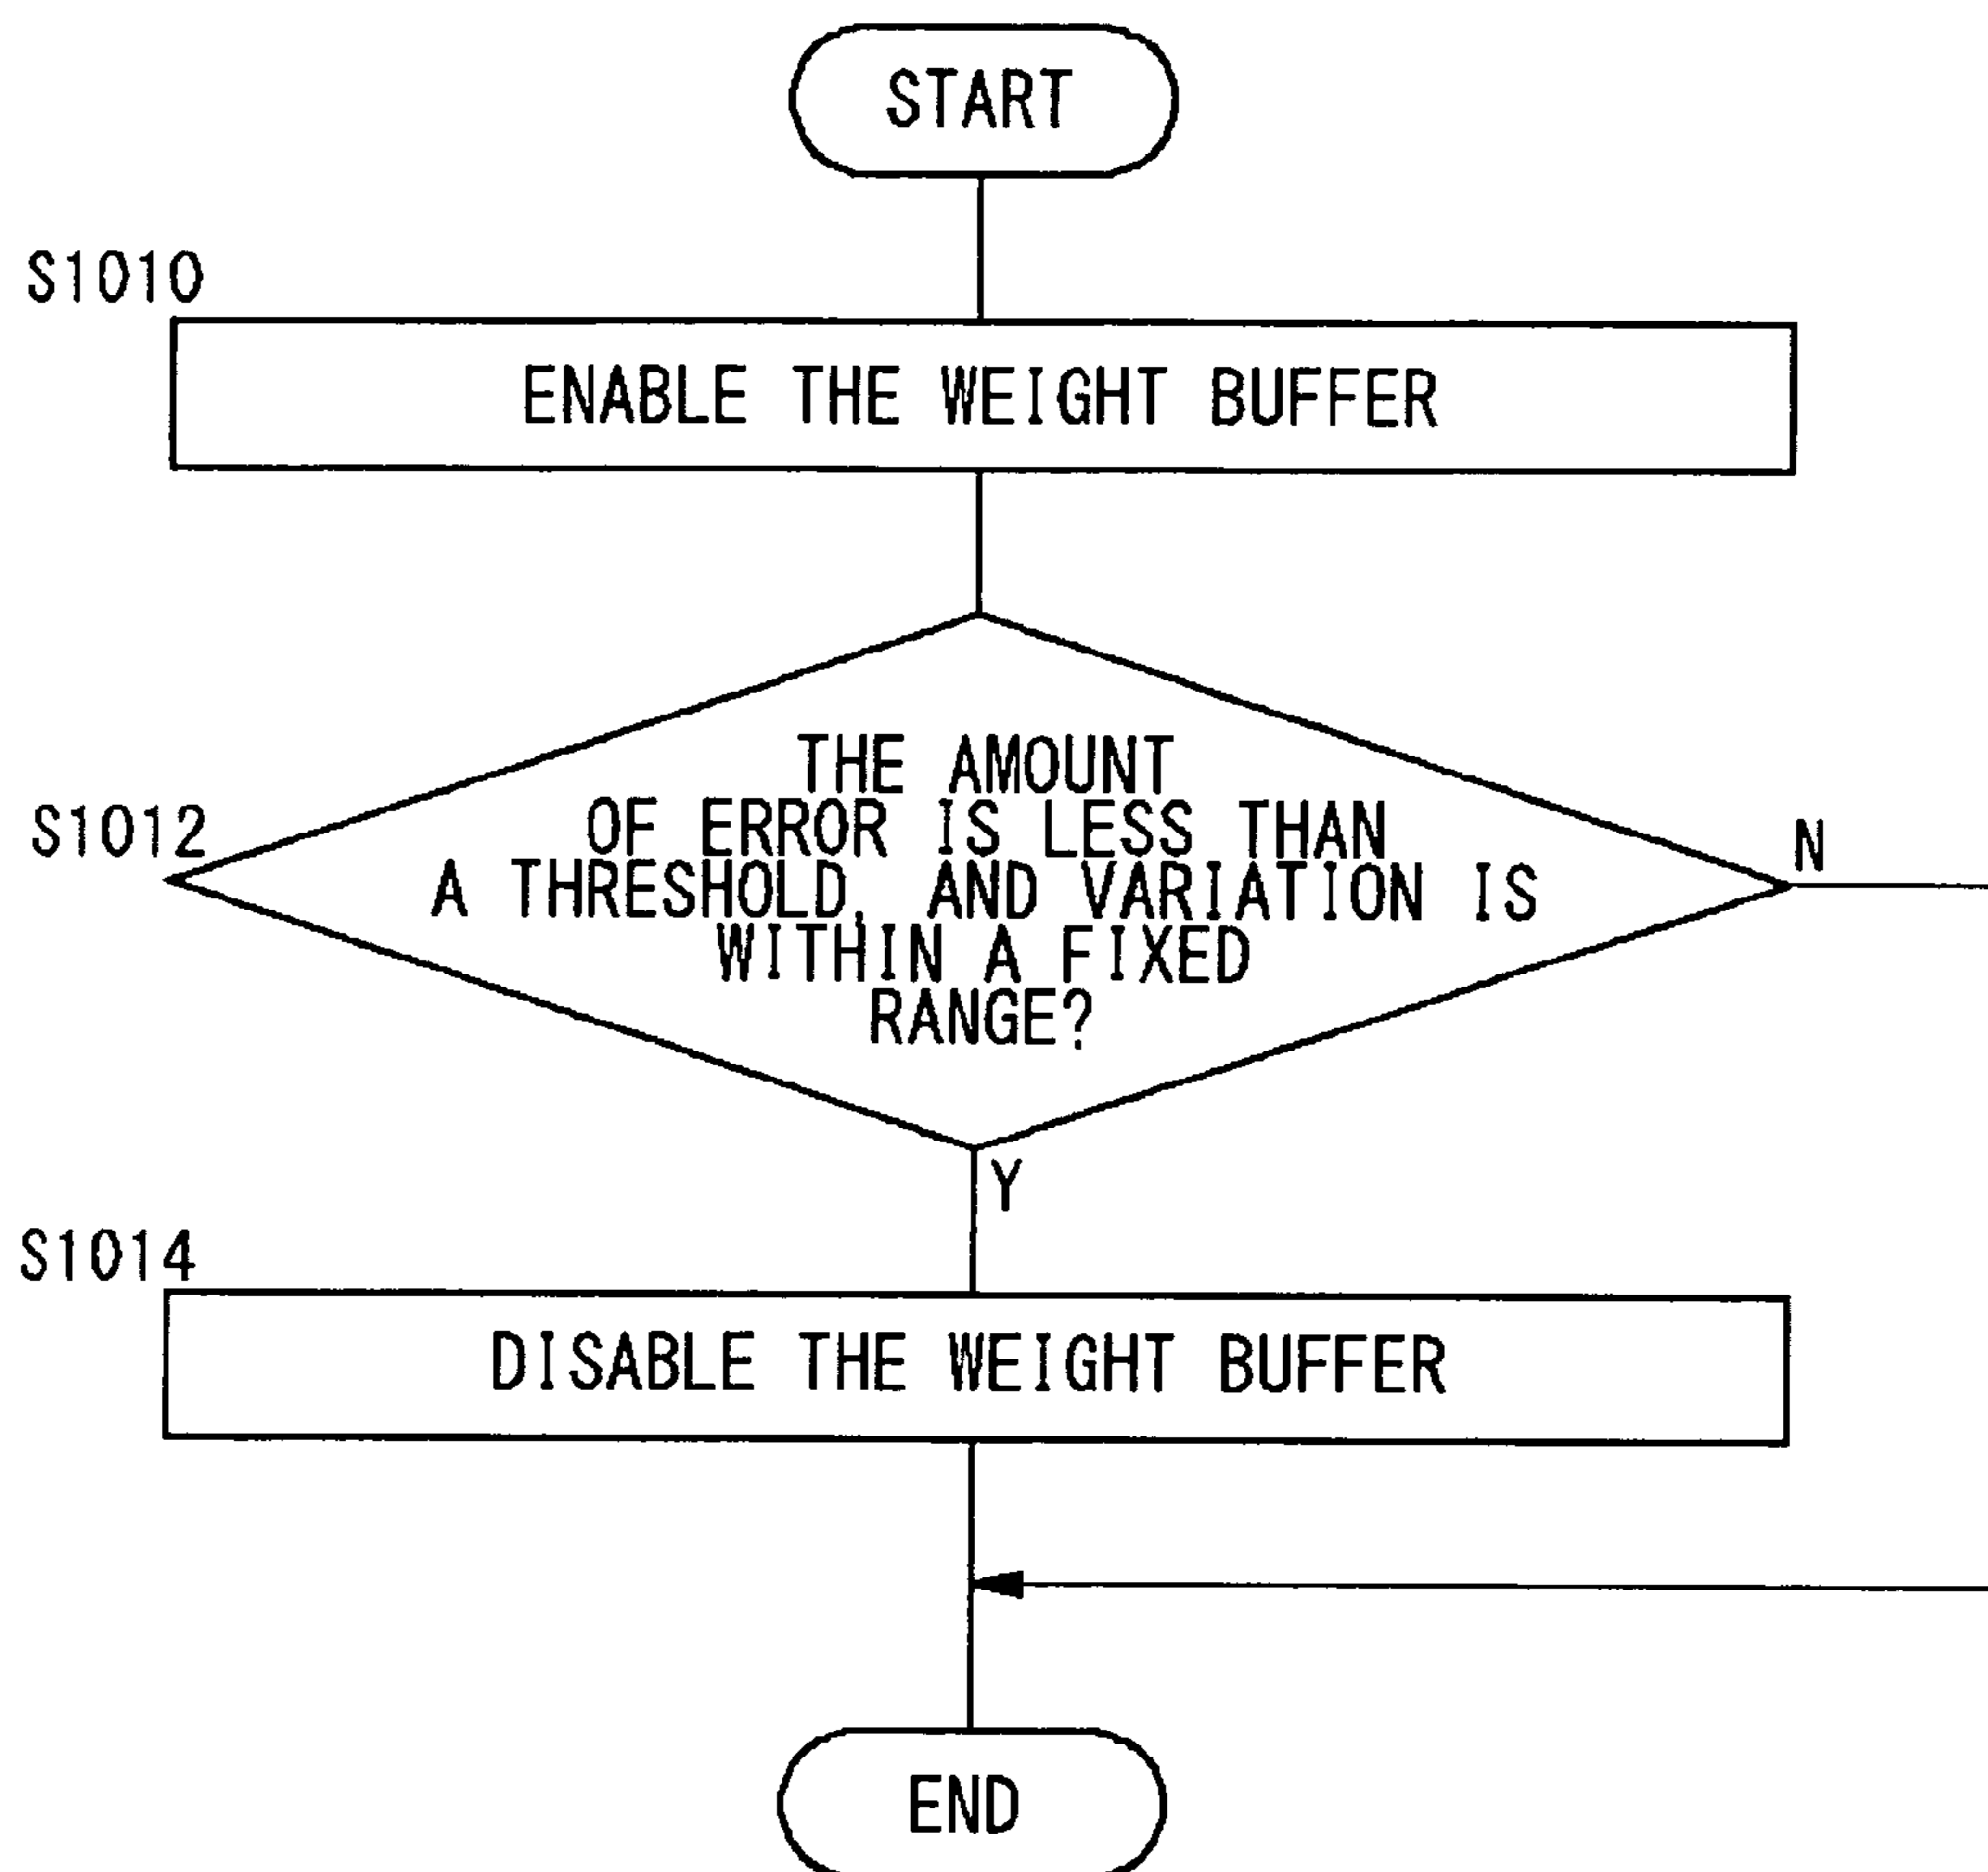 START
S1010
ENABLE THE WEIGHT BUFFER
THE AMOUNT
OF ERROR IS LESS THAN
S1012
N
A THRESHOLD, AND VARIATION IS
WITHIN A FIXED
RANGE?
Y
S1014
DISABLE THE WEIGHT BUFFER
END